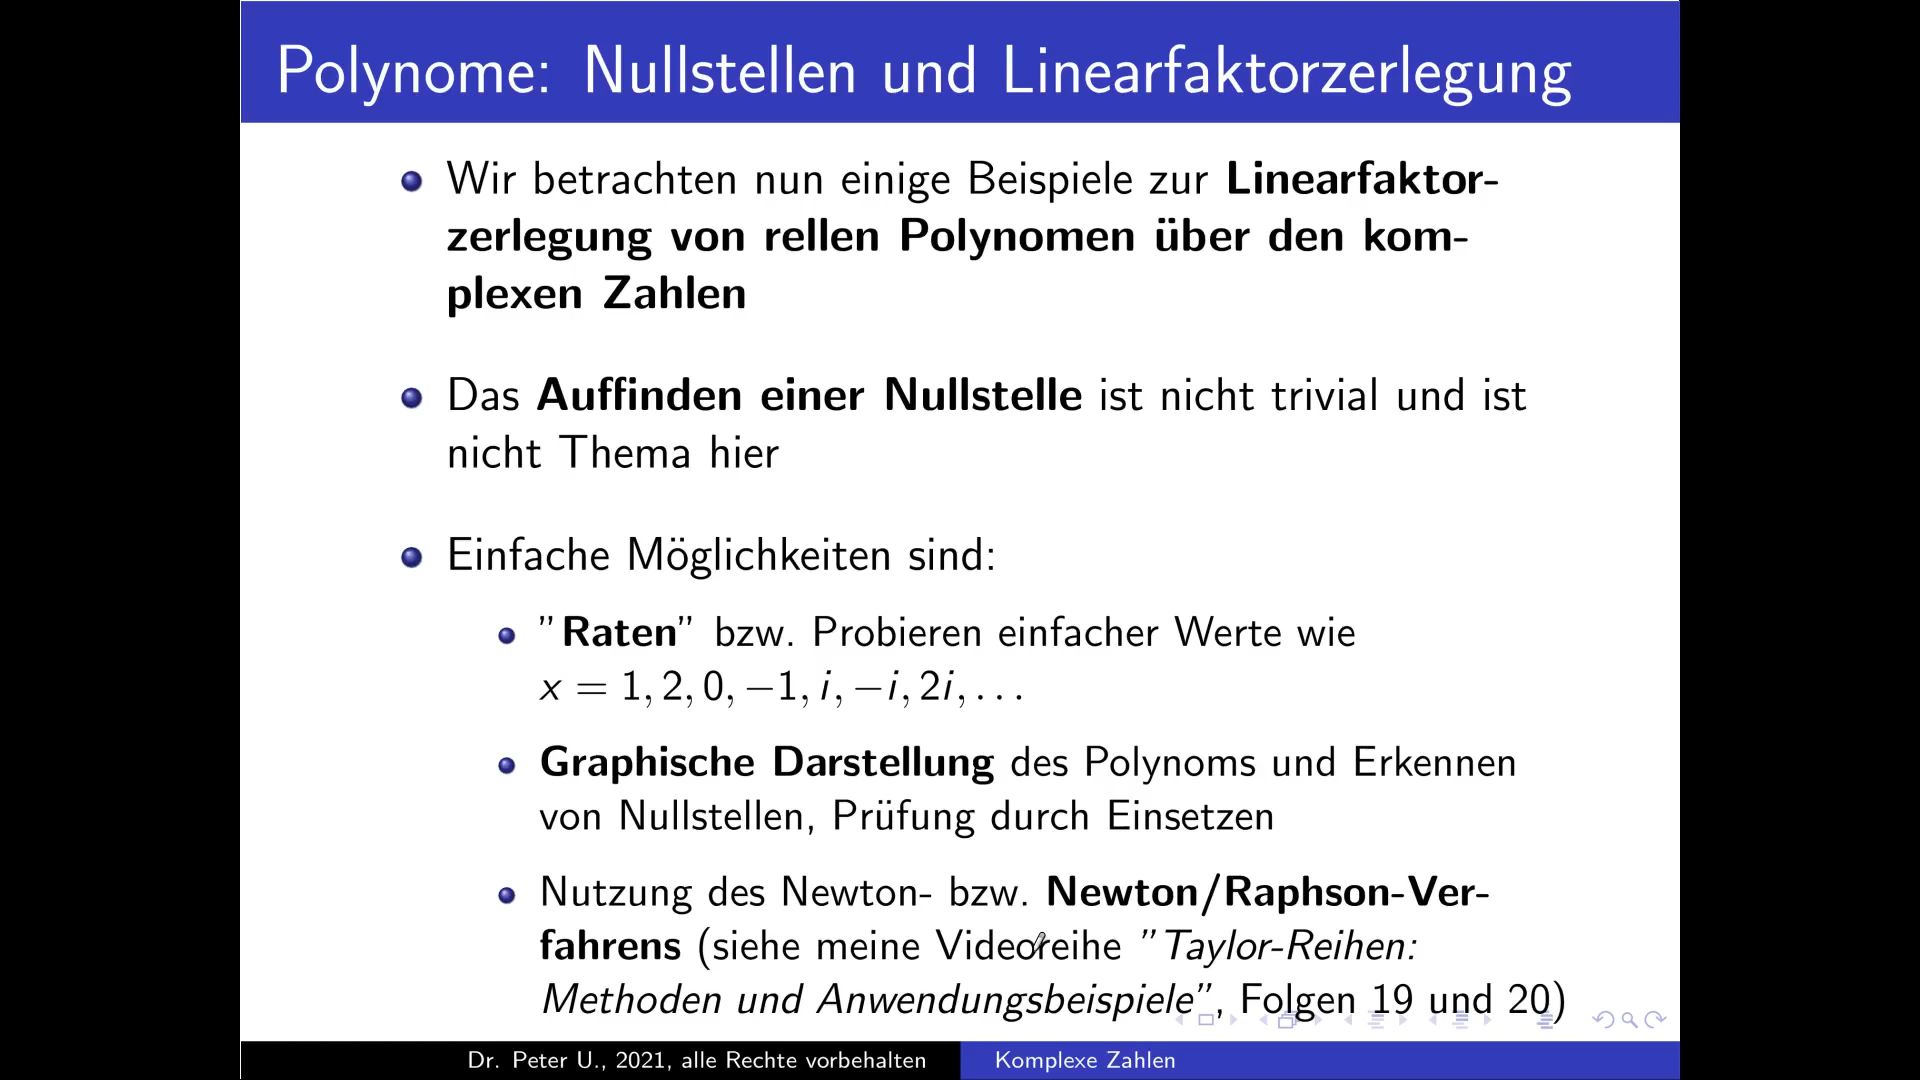 Polynome: Nullstellen und Linearfaktorzerlegung
Wir betrachten nun einige Beispiele zur Linearfaktor-
zerlegung von rellen Polynomen über den kom-
plexen Zahlen
Das Auffinden einer Nullstelle ist nicht trivial und ist
nicht Thema hier
Einfache Möglichkeiten sind:
"Raten" bzw. Probieren einfacher Werte wie
x = 1, 2, 0, −1, i, −i, 2i, . . .
Graphische Darstellung des Polynoms und Erkennen
von Nullstellen, Prüfung durch Einsetzen
Nutzung des Newton- bzw. Newton/Raphson-Ver-
fahrens (siehe meine Videoreihe "Taylor-Reihen:
Methoden und Anwendungsbeispiele", Folgen 19 und 20)
Dr. Peter U., 2021, alle Rechte vorbehalten
Komplexe Zahlen